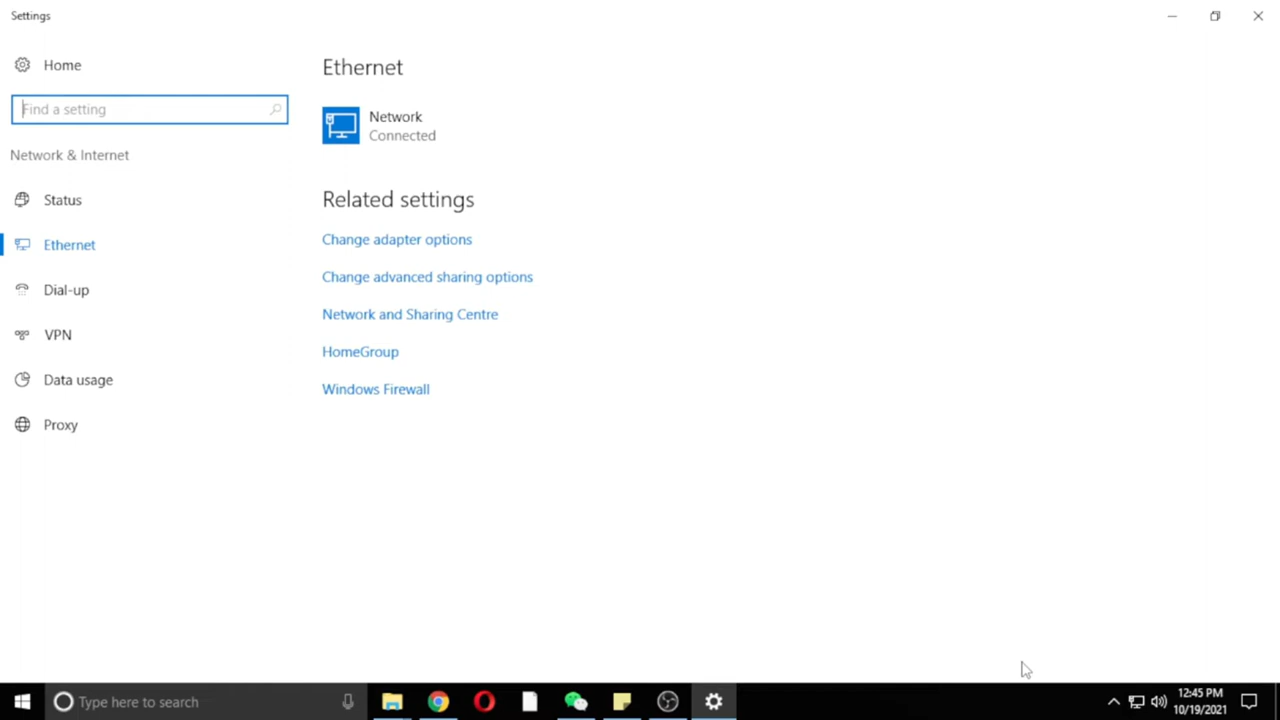 Settings
Home
Find a setting
Network & Internet
Status
Ethernet
Dial-up
VPN
Data usage
Proxy
Ethernet
Network
Connected
Related settings
Change adapter options
Change advanced sharing options
Network and Sharing Centre
HomeGroup
Windows Firewall
Type here to search
12:45 PM
10/19/2021